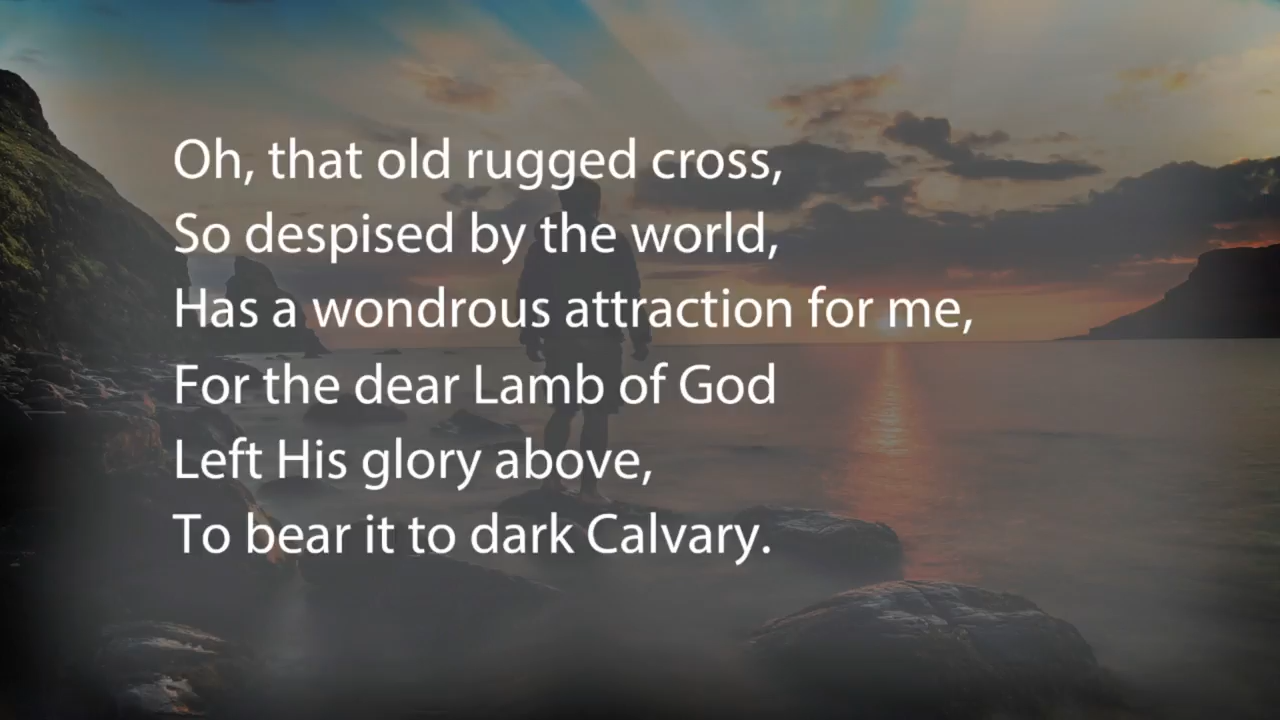 Oh, that old rugged cross,
So despised by the world,
Has a wondrous attraction for me,
For the dear Lamb of God
Left His glory above,
To bear it to dark Calvary.